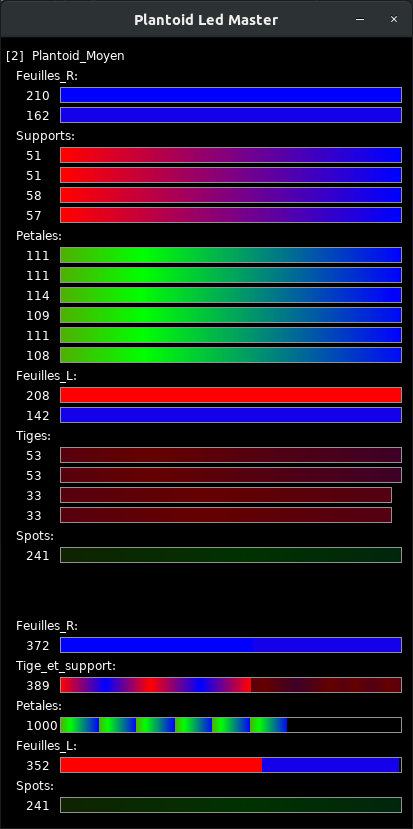 Plantoid Led Master
[2] Plantoid_Moyen
Feuilles_R:
210
162
Supports:
51
51
58
57
Petales:
111
111
114
109
111
108
Feuilles_L:
208
142
Tiges:
53
53
33
33
Spots:
241
Feuilles_R:
372
Tige_et_support:
389
Petales:
1000
Feuilles_L:
352
Spots:
241